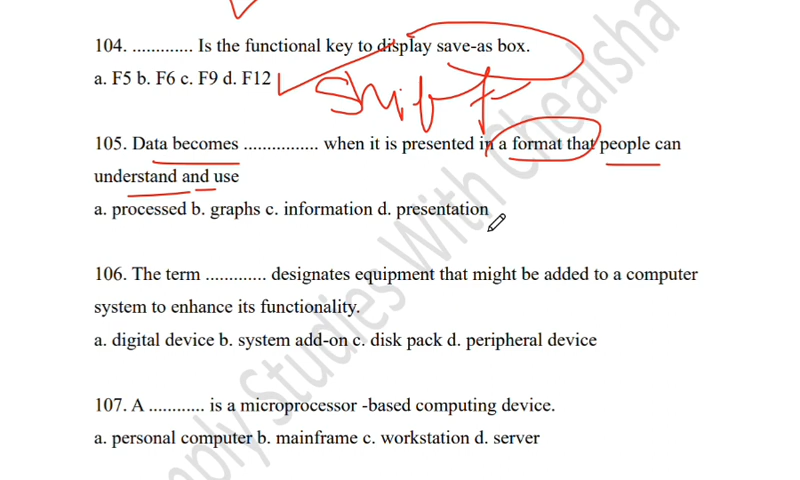 104. ............. Is the functional key to display save-as box.
a. F5 b. F6 c. F9 d. F12
Shift
105. Data becomes ................ when it is presented in a format that people can
understand and use
a. processed b. graphs c. information d. presentation
106. The term ............. designates equipment that might be added to a computer
system to enhance its functionality.
a. digital device b. system add-on c. disk pack d. peripheral device
107. A ............ is a microprocessor -based computing device.
a. personal computer b. mainframe c. workstation d. server
Studies With Chealsha